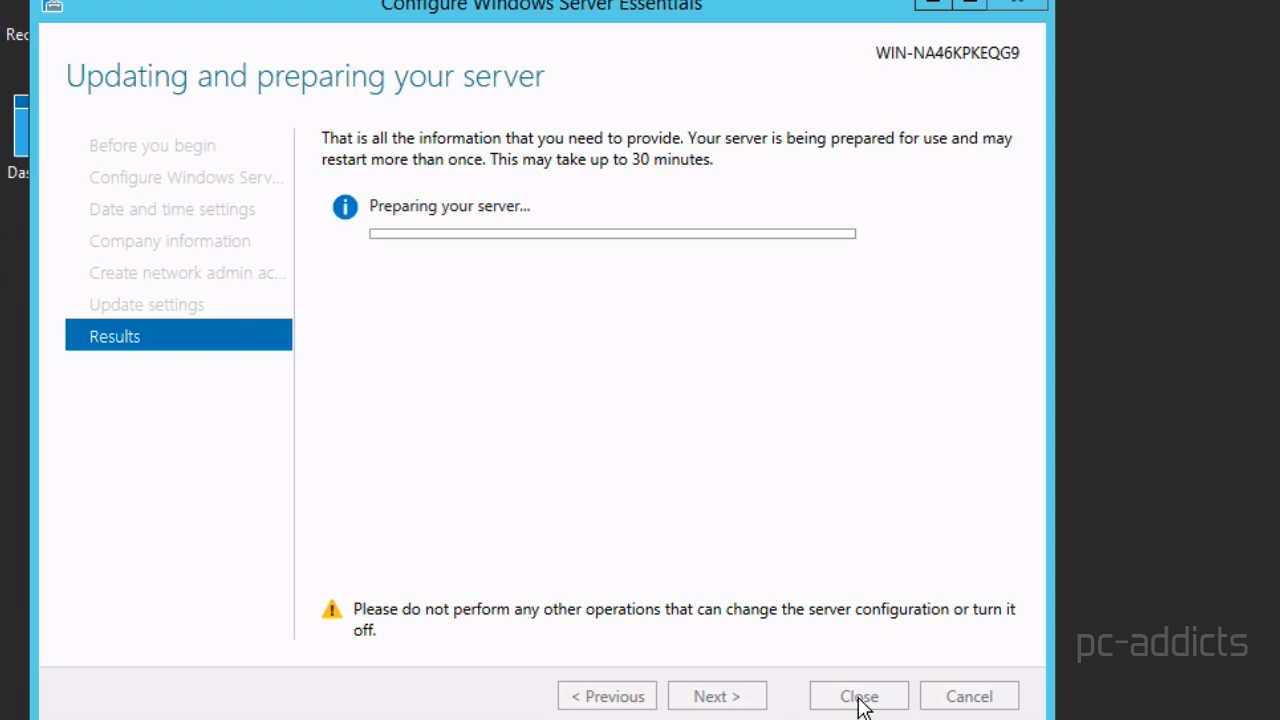 Configure Windows Server Essentials
Rec
Das
WIN-NA46KPKEQG9
Updating and preparing your server
Before you begin
Configure Windows Serv...
Date and time settings
Company information
Create network admin ac...
Update settings
Results
That is all the information that you need to provide. Your server is being prepared for use and may
restart more than once. This may take up to 30 minutes.
Preparing your server...
Please do not perform any other operations that can change the server configuration or turn it
off.
< Previous
Next >
Close
Cancel
pc-addicts